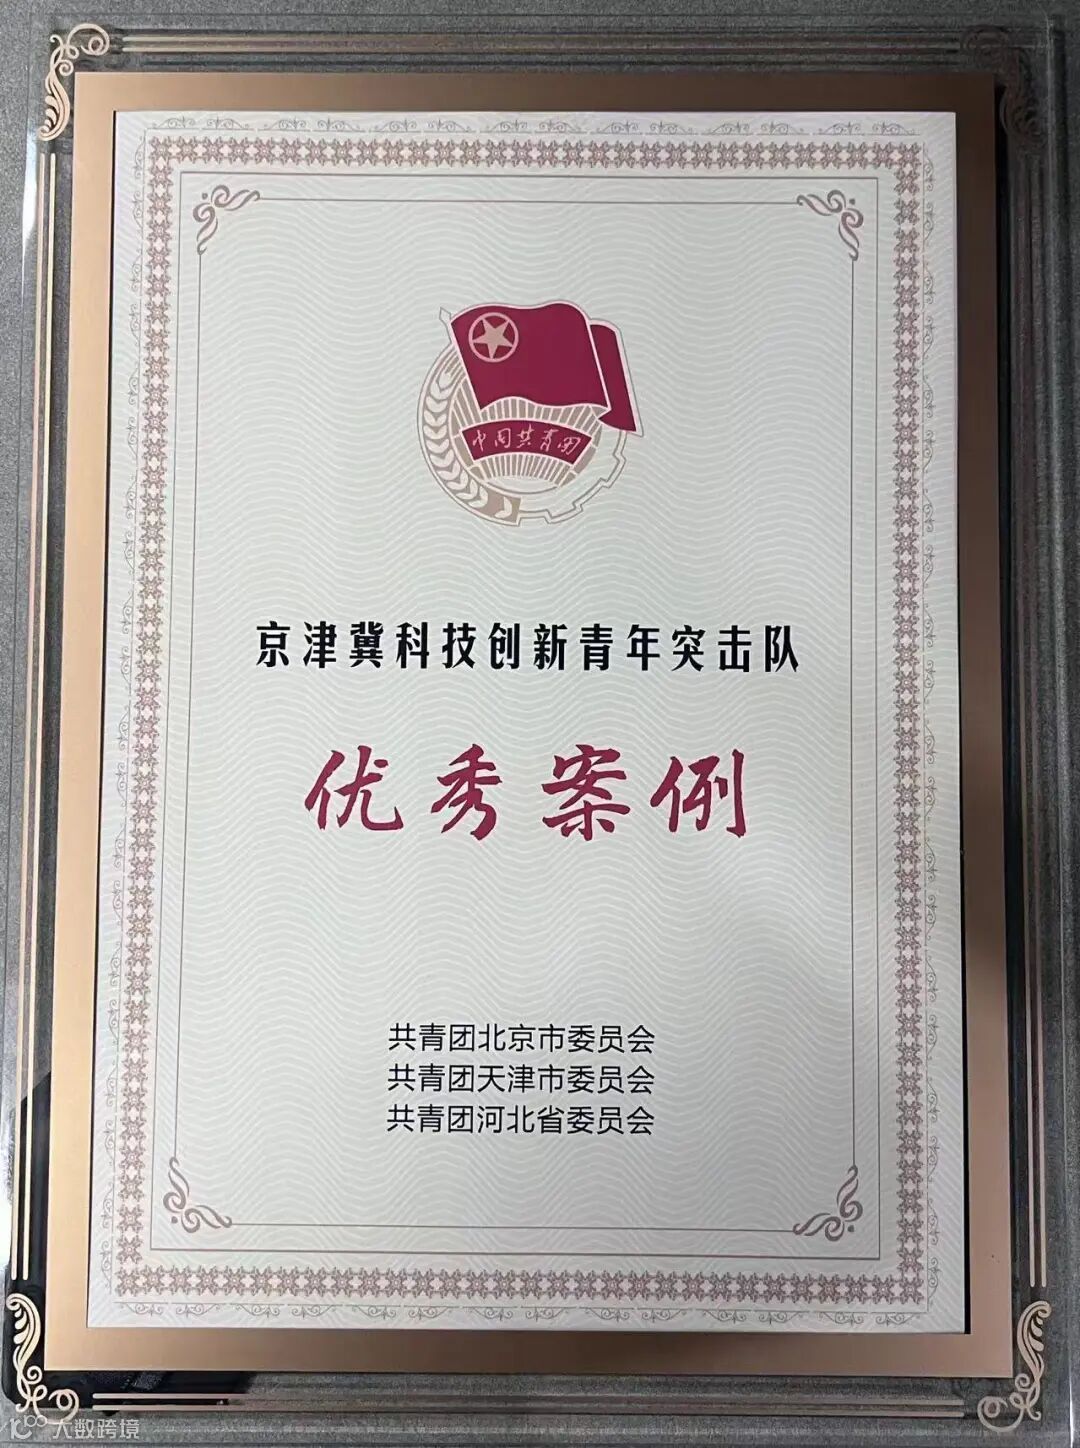 中国共青团
京津冀科技创新青年突击队
优秀案例
共青团北京市委员会
共青团天津市委员会
共青团河北省委员会
大数跨境